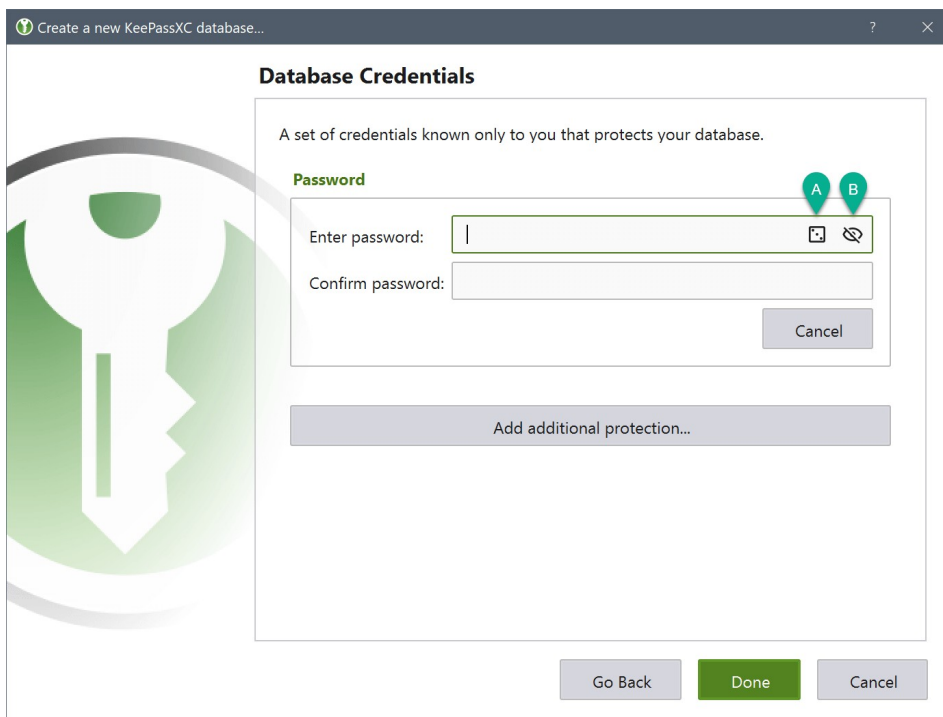 Create a new KeePassXC database...
?
Database Credentials
A set of credentials known only to you that protects your database.
Password
A B
Enter password:
Confirm password:
Cancel
Add additional protection...
Go Back Done Cancel